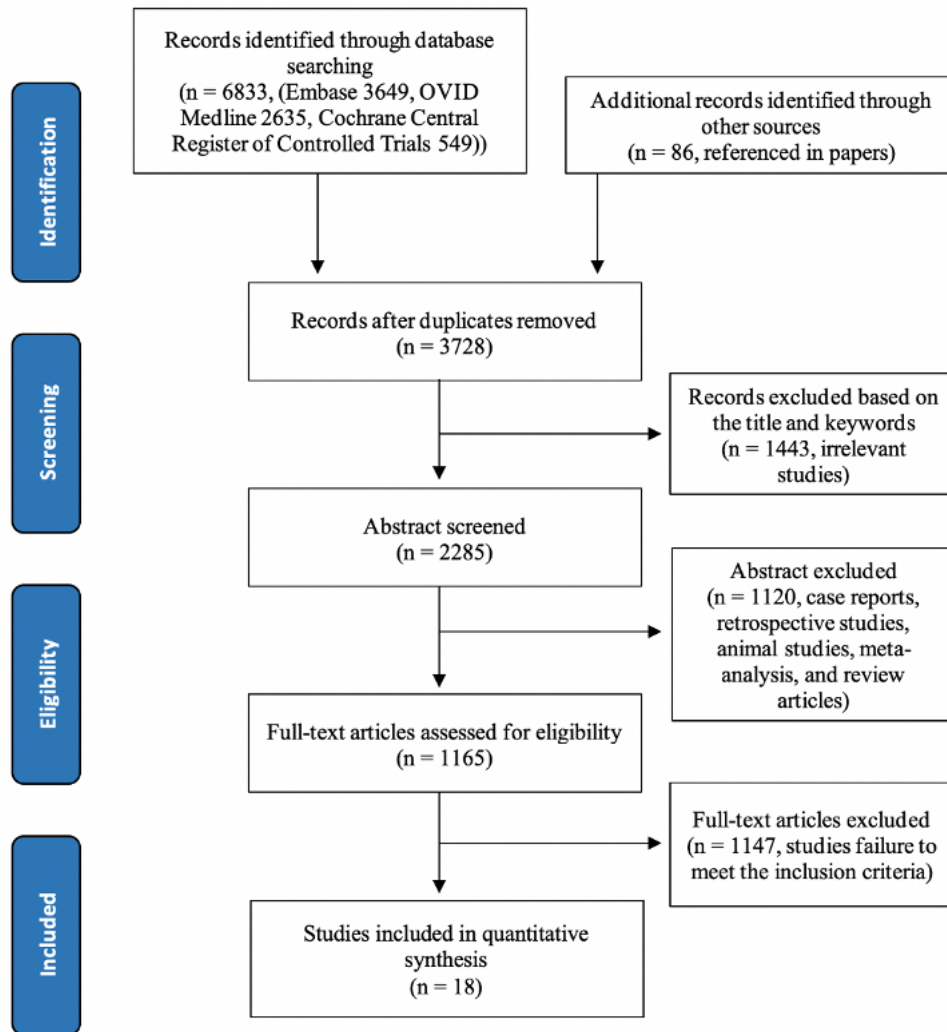 Identification
Records identified through database
searching
(n = 6833, (Embase 3649, OVID
Medline 2635, Cochrane Central
Register of Controlled Trials 549))
Additional records identified through
other sources
(n = 86, referenced in papers)
Records after duplicates removed
(n = 3728)
Screening
Records excluded based on
the title and keywords
(n = 1443, irrelevant
studies)
Abstract screened
(n = 2285)
Eligibility
Abstract excluded
(n = 1120, case reports,
retrospective studies,
animal studies, meta-
analysis, and review
articles)
Full-text articles assessed for eligibility
(n = 1165)
Full-text articles excluded
(n = 1147, studies failure to
meet the inclusion criteria)
Included
Studies included in quantitative
synthesis
(n = 18)